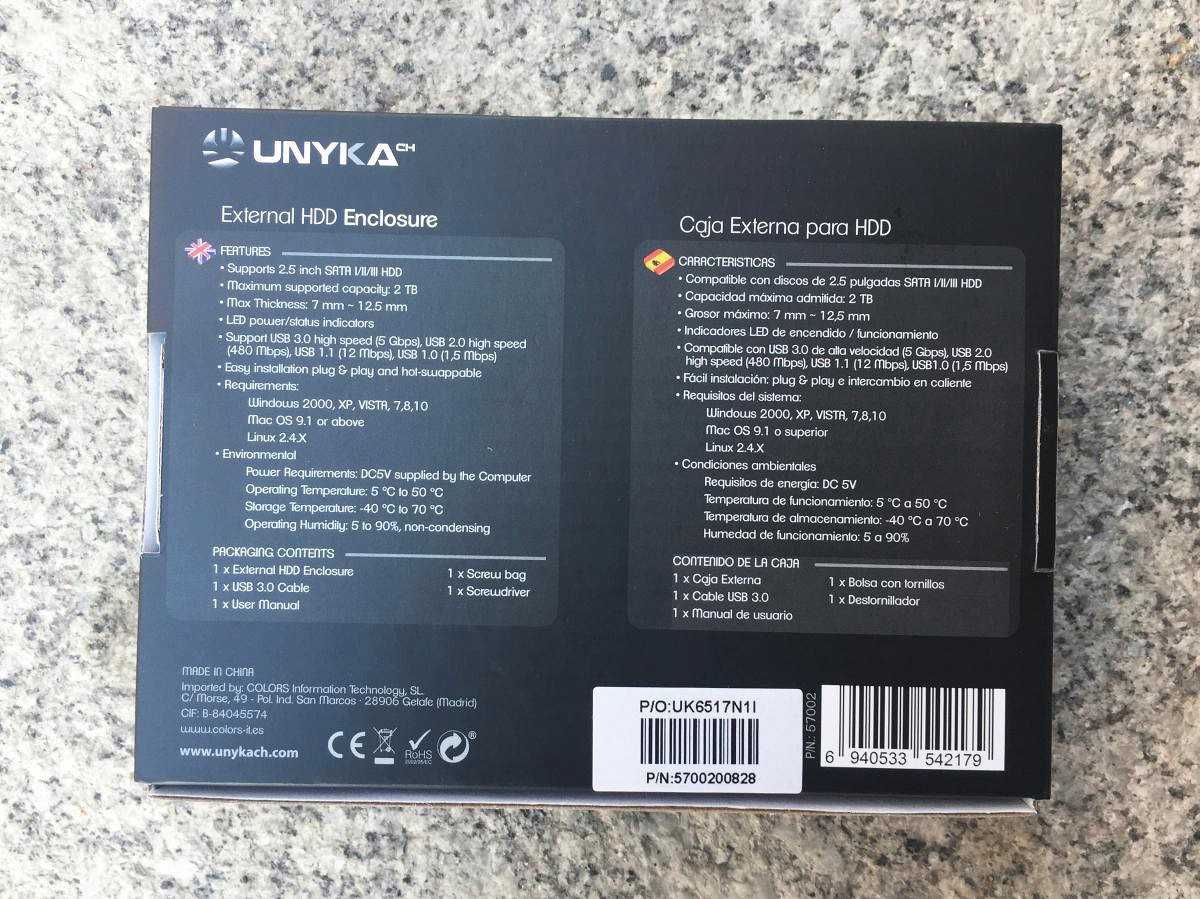 UNYKA CH
External HDD Enclosure
FEATURES
• Supports 2.5 inch SATA I/II/III HDD
• Maximum supported capacity: 2 TB
• Max Thickness: 7 mm ~ 12.5 mm
• LED power/status indicators
• Support USB 3.0 high speed (5 Gbps), USB 2.0 high speed
(480 Mbps), USB 1.1 (12 Mbps), USB 1.0 (1,5 Mbps)
• Easy installation plug & play and hot-swappable
• Requirements:
Windows 2000, XP, VISTA, 7,8,10
Mac OS 9.1 or above
Linux 2.4.X
• Environmental
Power Requirements: DC5V supplied by the Computer
Operating Temperature: 5 ºC to 50 ºC
Storage Temperature: -40 ºC to 70 ºC
Operating Humidity: 5 to 90%, non-condensing
PACKAGING CONTENTS
1 x External HDD Enclosure
1 x USB 3.0 Cable
1 x User Manual
1 x Screw bag
1 x Screwdriver
Caja Externa para HDD
CARACTERISTICAS
• Compatible con discos de 2.5 pulgadas SATA I/II/III HDD
• Capacidad máxima admitida: 2 TB
• Grosor máximo: 7 mm ~ 12,5 mm
• Indicadores LED de encendido / funcionamiento
• Compatible con USB 3.0 de alta velocidad (5 Gbps), USB 2.0
high speed (480 Mbps), USB 1.1 (12 Mbps), USB1.0 (1,5 Mbps)
• Fácil instalación: plug & play e intercambio en caliente
• Requisitos del sistema:
Windows 2000, XP, VISTA, 7,8,10
Mac OS 9.1 o superior
Linux 2.4.X
• Condiciones ambientales
Requisitos de energía: DC 5V
Temperatura de funcionamiento: 5 ºC a 50 ºC
Temperatura de almacenamiento: -40 ºC a 70 ºC
Humedad de funcionamiento: 5 a 90%
CONTENIDO DE LA CAJA
1 x Caja Externa
1 x Cable USB 3.0
1 x Manual de usuario
1 x Bolsa con tornillos
1 x Destornillador
MADE IN CHINA
Imported by: COLORS Information Technology, SL.
C/ Morse, 49 - Pol. Ind. San Marcos · 28906 Getafe (Madrid)
CIF: B-84045574
www.colors-it.es
www.unykach.com
CE
RoHS
2002/95/EC
®
P/O:UK6517N1I
P/N:5700200828
P/N.: 57002
6 940533 542179